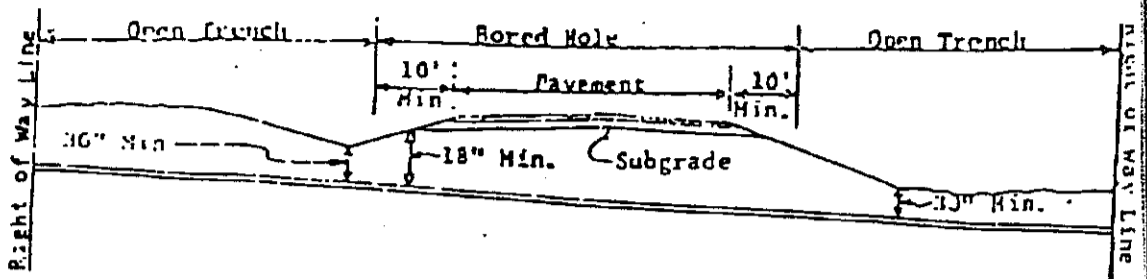 Open Trench
Bored Hole
Open Trench
10'
Min.
Pavement
10'
Min.
Min
18" Min.
Subgrade
Min.
Right of Way Line
Right of Way Line